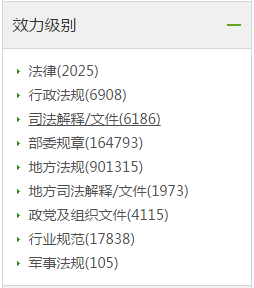 效力级别
法律(2025)
行政法规(6908)
司法解释/文件(6186)
部委规章(164793)
地方法规(901315)
地方司法解释/文件(1973)
政党及组织文件(4115)
行业规范(17838)
军事法规(105)